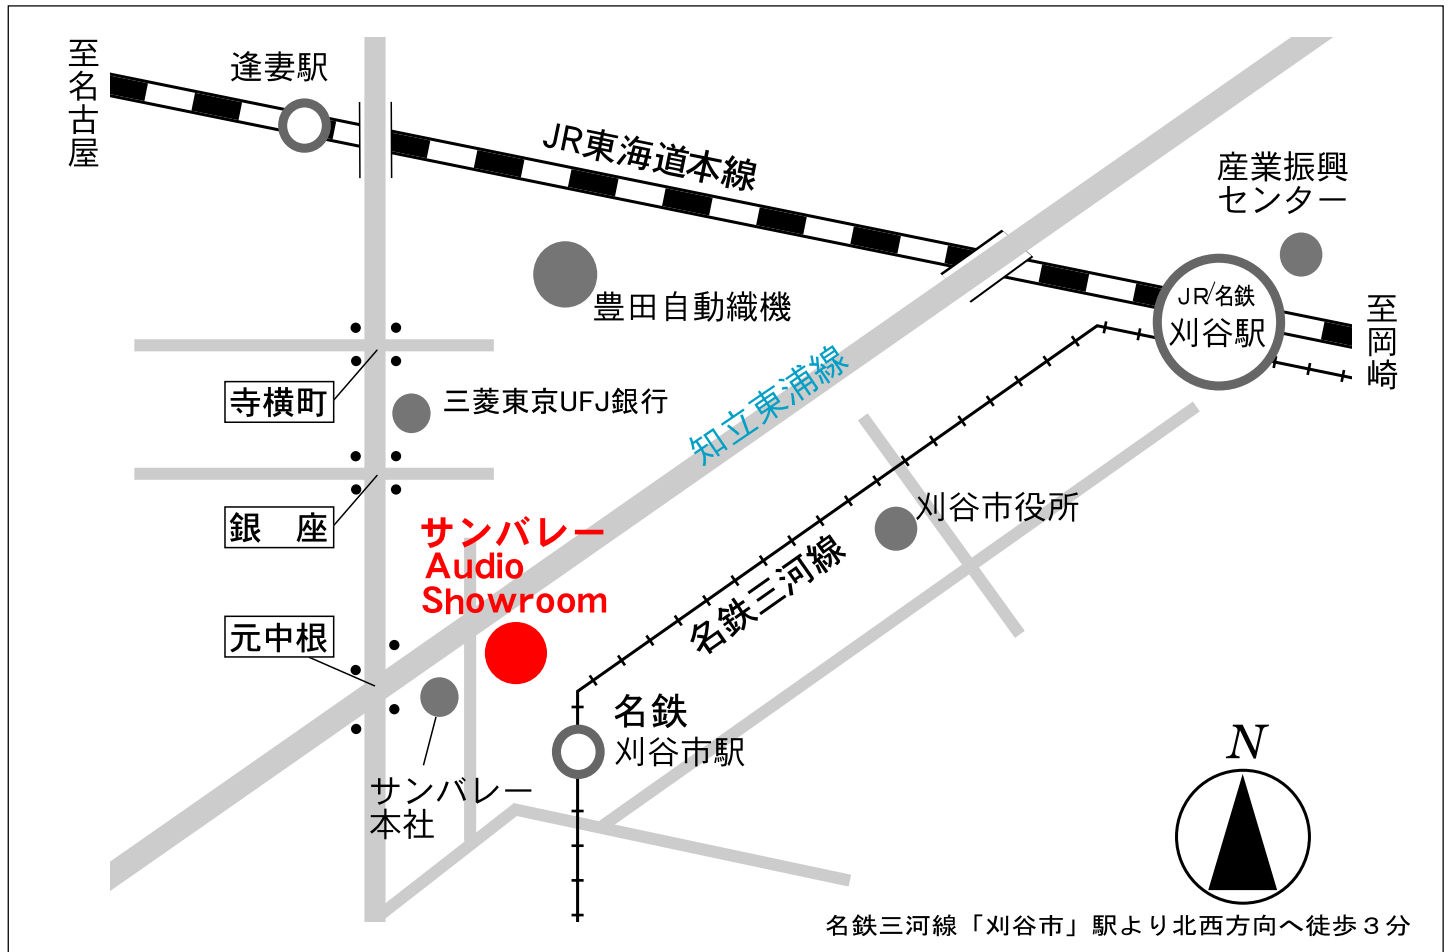 至名古屋
逢妻駅
JR東海道本線
産業振興
センター
豊田自動織機
JR/名鉄
刈谷駅
至岡崎
知立東浦線
寺横町
三菱東京UFJ銀行
銀　座
刈谷市役所
サンバレー
Audio
Showroom
名鉄三河線
元中根
名鉄
刈谷市駅
サンバレー
本社
N
名鉄三河線「刈谷市」駅より北西方向へ徒歩３分